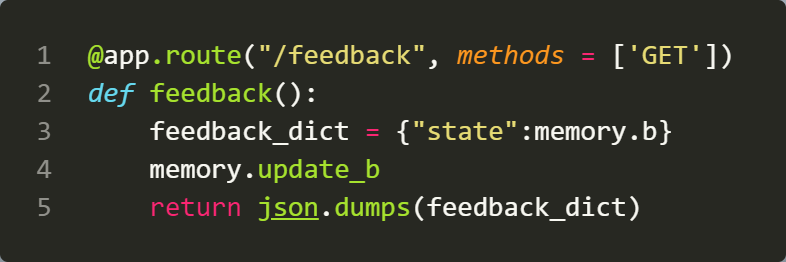 1 @app.route("/feedback", methods = ['GET'])
2 def feedback():
3     feedback_dict = {"state":memory.b}
4     memory.update_b
5     return json.dumps(feedback_dict)